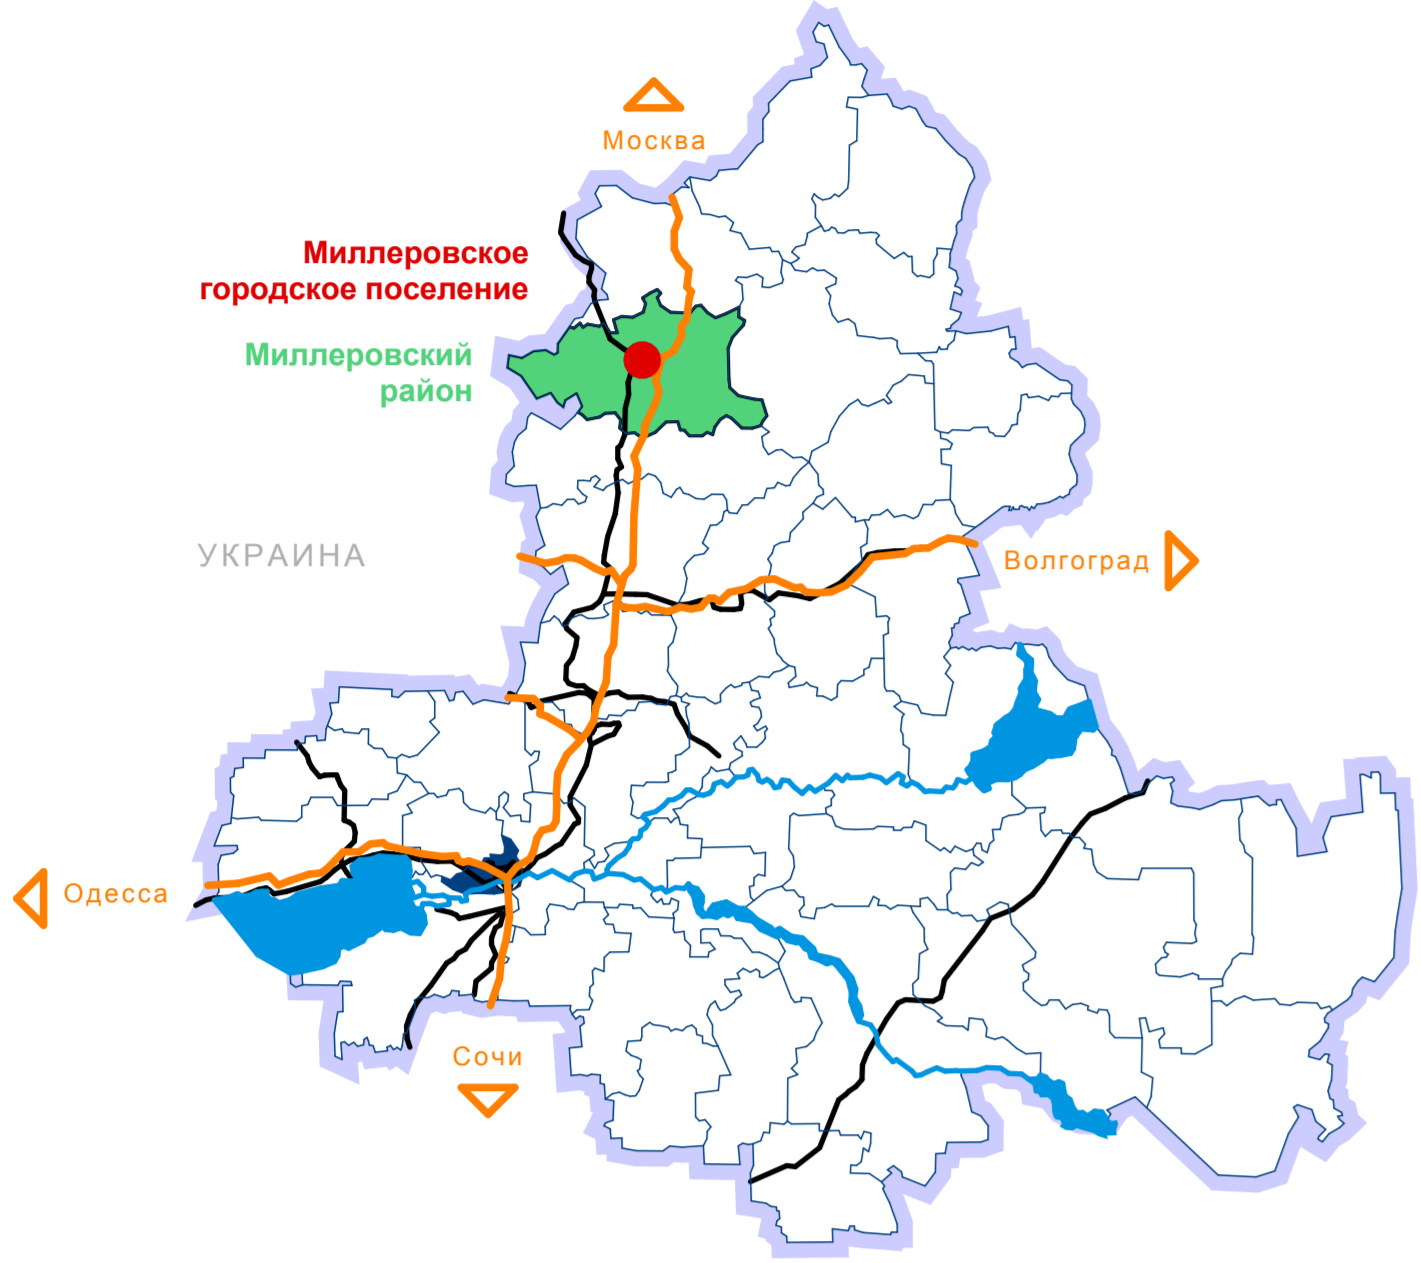 Москва
Миллеровское
городское поселение
Миллеровский
район
УКРАИНА
Волгоград
Одесса
Сочи